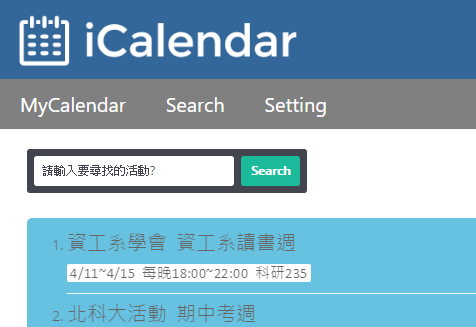 iCalendar
MyCalendar Search Setting
請輸入要尋找的活動? Search
1. 資工系學會 資工系讀書週
4/11~4/15 每晚18:00~22:00 科研235
2. 北科大活動 期中考週